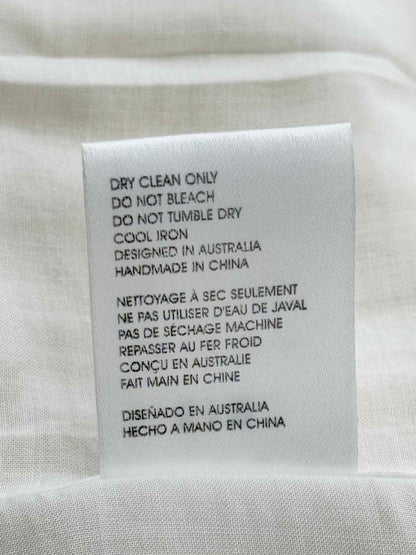 DRY CLEAN ONLY
DO NOT BLEACH
DO NOT TUMBLE DRY
COOL IRON
DESIGNED IN AUSTRALIA
HANDMADE IN CHINA
NETTOYAGE À SEC SEULEMENT
NE PAS UTILISER D'EAU DE JAVAL
PAS DE SÉCHAGE MACHINE
REPASSER AU FER FROID
CONÇU EN AUSTRALIE
FAIT MAIN EN CHINE
DISEÑADO EN AUSTRALIA
HECHO A MANO EN CHINA